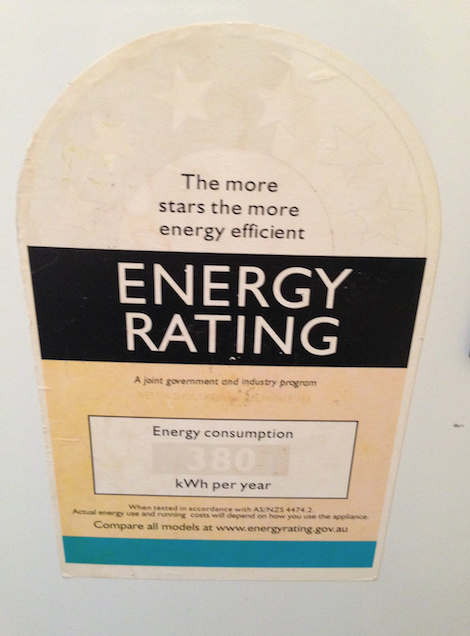 The more
stars the more
energy efficient
ENERGY
RATING
A joint government and industry program
Energy consumption
380
kWh per year
When tested in accordance with AS/NZS 4474.2.
Actual energy use and running costs will depend on how you use the appliance.
Compare all models at www.energyrating.gov.au